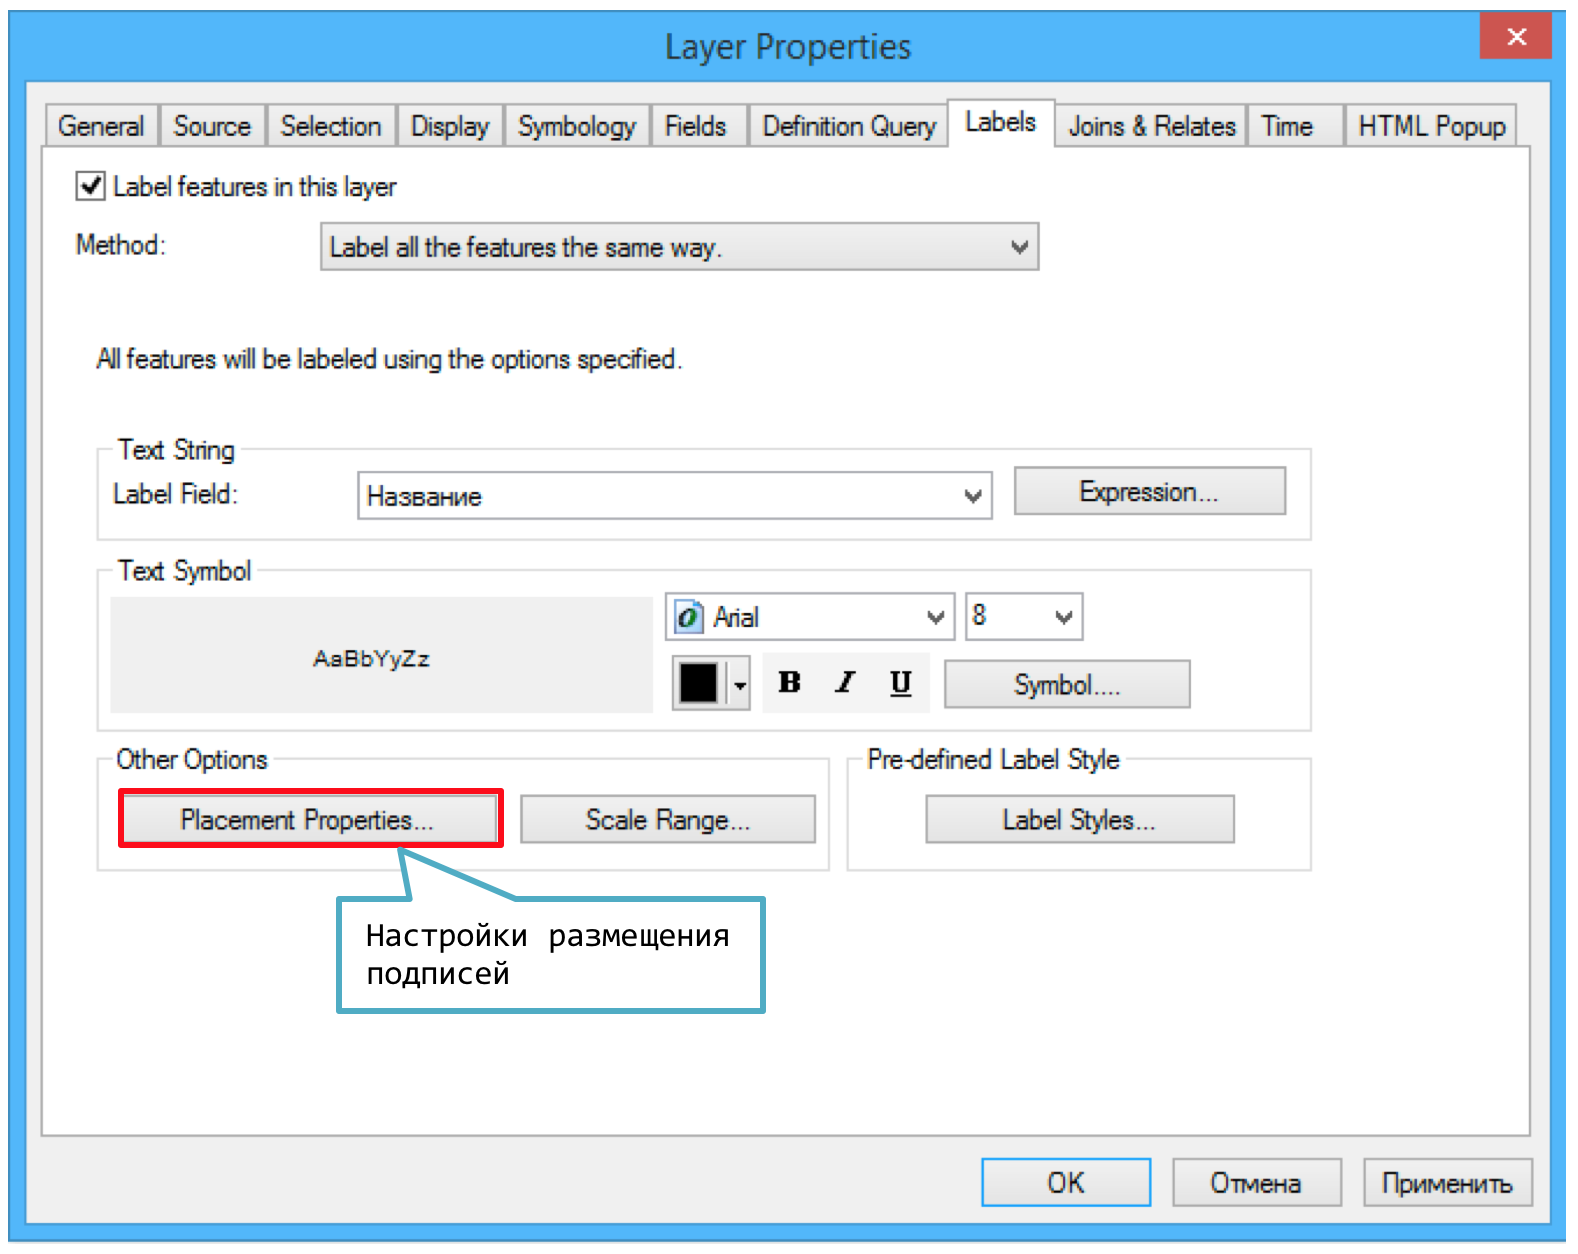 Layer Properties
General Source Selection Display Symbology Fields Definition Query Labels Joins & Relates Time HTML Popup
Label features in this layer
Method: Label all the features the same way.
All features will be labeled using the options specified.
Text String
Label Field: Название Expression...
Text Symbol
AaBbYyZz
Arial 8
B I U Symbol....
Other Options Pre-defined Label Style
Placement Properties... Scale Range... Label Styles...
Настройки размещения
подписей
OK Отмена Применить